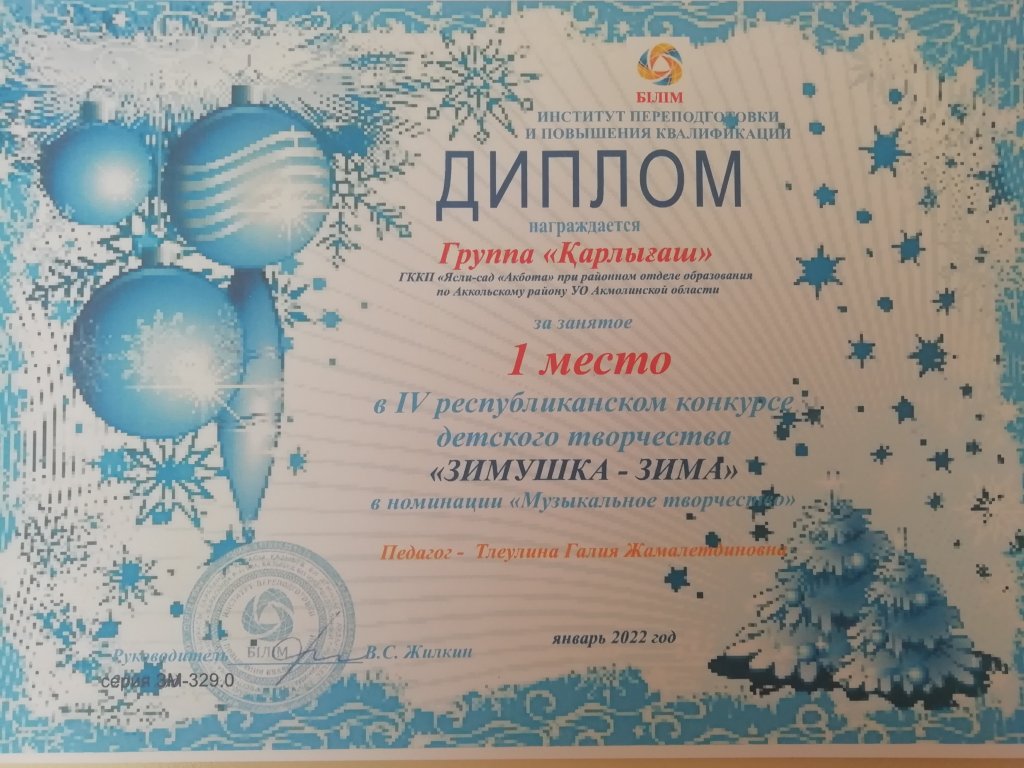 БІЛІМ
ИНСТИТУТ ПЕРЕПОДГОТОВКИ
И ПОВЫШЕНИЯ КВАЛИФИКАЦИИ
ДИПЛОМ
награждается
Группа «Қарлығаш»
ГККП «Ясли-сад «Акбота» при районном отделе образования
по Аккольскому району УО Акмолинской области
за занятое
1 место
в IV республиканском конкурсе
детского творчества
«ЗИМУШКА - ЗИМА»
в номинации «Музыкальное творчество»
Педагог - Тлеулина Галия Жамалетдиновна
январь 2022 год
БІЛІМ
Руководитель В.С. Жилкин
серия ЗМ-329.0